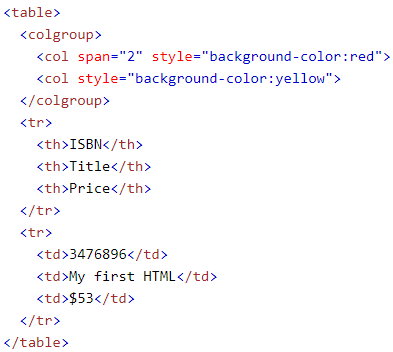 <table>
  <colgroup>
    <col span="2" style="background-color:red">
    <col style="background-color:yellow">
  </colgroup>
  <tr>
    <th>ISBN</th>
    <th>Title</th>
    <th>Price</th>
  </tr>
  <tr>
    <td>3476896</td>
    <td>My first HTML</td>
    <td>$53</td>
  </tr>
</table>